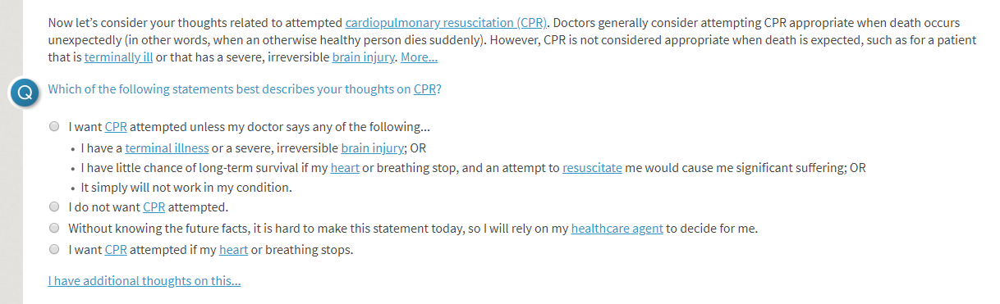 Now let's consider your thoughts related to attempted cardiopulmonary resuscitation (CPR). Doctors generally consider attempting CPR appropriate when death occurs
unexpectedly (in other words, when an otherwise healthy person dies suddenly). However, CPR is not considered appropriate when death is expected, such as for a patient
that is terminally ill or that has a severe, irreversible brain injury. More...
Q Which of the following statements best describes your thoughts on CPR?
I want CPR attempted unless my doctor says any of the following...
• I have a terminal illness or a severe, irreversible brain injury; OR
• I have little chance of long-term survival if my heart or breathing stop, and an attempt to resuscitate me would cause me significant suffering; OR
• It simply will not work in my condition.
I do not want CPR attempted.
Without knowing the future facts, it is hard to make this statement today, so I will rely on my healthcare agent to decide for me.
I want CPR attempted if my heart or breathing stops.
I have additional thoughts on this...